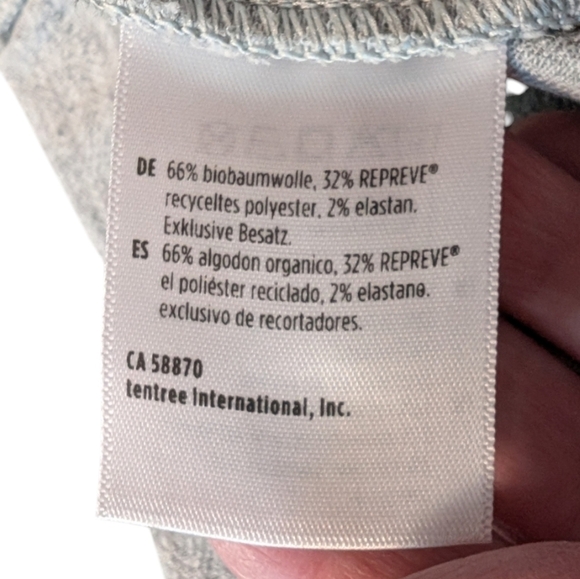 DE 66% biobaumwolle, 32% REPREVE®
recyceltes polyester, 2% elastan.
Exklusive Besatz.
ES 66% algodon organico, 32% REPREVE®
el poliéster reciclado, 2% elastano.
exclusivo de recortadores.
CA 58870
tentree International, Inc.